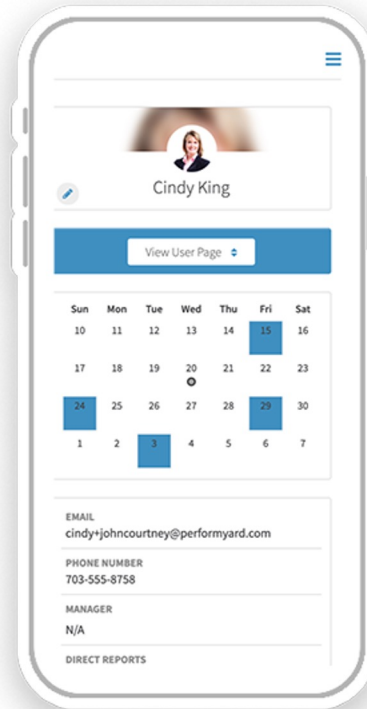 Cindy King
View User Page
Sun Mon Tue Wed Thu Fri Sat
10 11 12 13 14 15 16
17 18 19 20 21 22 23
24 25 26 27 28 29 30
1 2 3 4 5 6 7
EMAIL
cindy+johncourtney@performyard.com
PHONE NUMBER
703-555-8758
MANAGER
N/A
DIRECT REPORTS